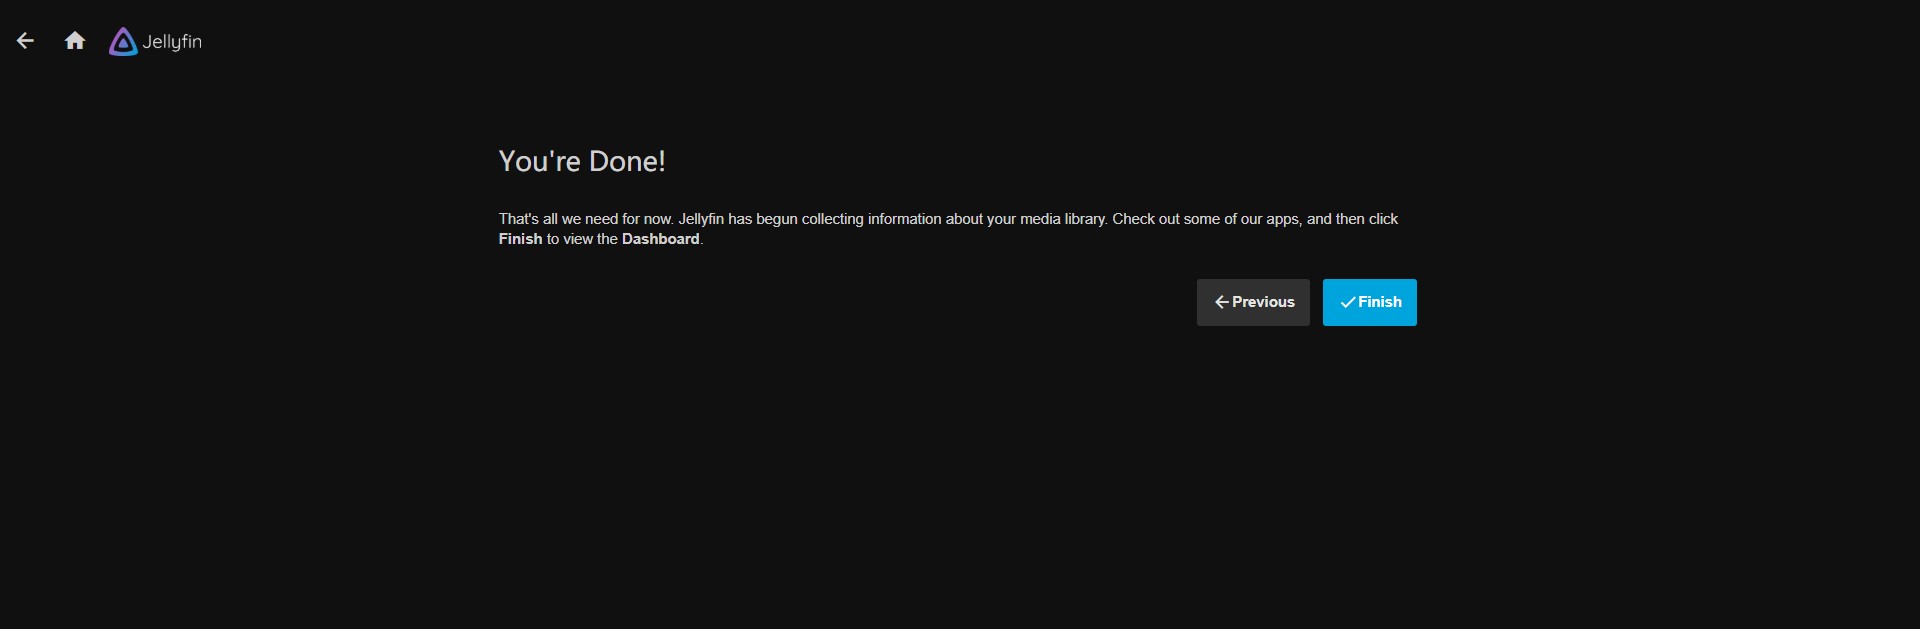 Jellyfin
You're Done!
That's all we need for now. Jellyfin has begun collecting information about your media library. Check out some of our apps, and then click
Finish to view the Dashboard.
Previous
Finish